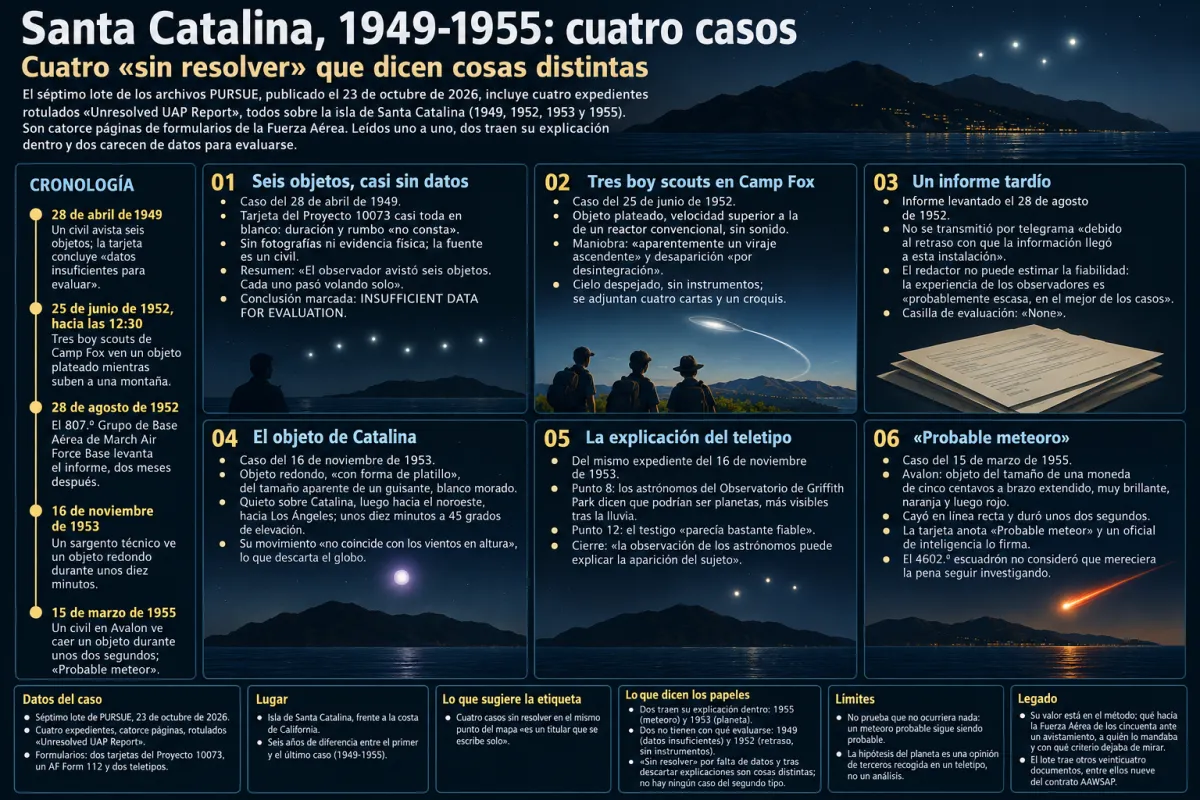 Santa Catalina, 1949-1955: cuatro casos
Cuatro «sin resolver» que dicen cosas distintas
El séptimo lote de los archivos PURSUE, publicado el 23 de octubre de 2026, incluye cuatro expedientes
rotulados «Unresolved UAP Report», todos sobre la isla de Santa Catalina (1949, 1952, 1953 y 1955).
Son catorce páginas de formularios de la Fuerza Aérea. Leídos uno a uno, dos traen su explicación
dentro y dos carecen de datos para evaluarse.
CRONOLOGÍA
28 de abril de 1949
Un civil avista seis
objetos; la tarjeta
concluye «datos
insuficientes para
evaluar».
25 de junio de 1952,
hacia las 12:30
Tres boy scouts de
Camp Fox ven un objeto
plateado mientras
suben a una montaña.
28 de agosto de 1952
El 807.º Grupo de Base
Aérea de March Air
Force Base levanta
el informe, dos meses
después.
16 de noviembre
de 1953
Un sargento técnico ve
un objeto redondo
durante unos diez
minutos.
15 de marzo de 1955
Un civil en Avalon ve
caer un objeto durante
unos dos segundos;
«Probable meteor».
01 Seis objetos, casi sin datos
• Caso del 28 de abril de 1949.
• Tarjeta del Proyecto 10073 casi toda en
blanco: duración y rumbo «no consta».
• Sin fotografías ni evidencia física; la fuente
es un civil.
• Resumen: «El observador avistó seis objetos.
Cada uno pasó volando solo».
• Conclusión marcada: INSUFFICIENT DATA
FOR EVALUATION.
02 Tres boy scouts en Camp Fox
• Caso del 25 de junio de 1952.
• Objeto plateado, velocidad superior a la
de un reactor convencional, sin sonido.
• Maniobra: «aparentemente un viraje
ascendente» y desaparición «por
desintegración».
• Cielo despejado, sin instrumentos;
se adjuntan cuatro cartas y un croquis.
03 Un informe tardío
• Informe levantado el 28 de agosto
de 1952.
• No se transmitió por telegrama «debido
al retraso con que la información llegó
a esta instalación».
• El redactor no puede estimar la fiabilidad:
la experiencia de los observadores es
«probablemente escasa, en el mejor de los casos».
• Casilla de evaluación: «None».
04 El objeto de Catalina
• Caso del 16 de noviembre de 1953.
• Objeto redondo, «con forma de platillo»,
del tamaño aparente de un guisante, blanco morado.
• Quieto sobre Catalina, luego hacia el noroeste,
hacia Los Ángeles; unos diez minutos a 45 grados
de elevación.
• Su movimiento «no coincide con los vientos en altura»,
lo que descarta el globo.
05 La explicación del teletipo
• Del mismo expediente del 16 de noviembre
de 1953.
• Punto 8: los astrónomos del Observatorio de Griffith
Park dicen que podrían ser planetas, más visibles
tras la lluvia.
• Punto 12: el testigo «parecía bastante fiable».
• Cierre: «la observación de los astrónomos puede
explicar la aparición del sujeto».
06 «Probable meteoro»
• Caso del 15 de marzo de 1955.
• Avalon: objeto del tamaño de una moneda
de cinco centavos a brazo extendido, muy brillante,
naranja y luego rojo.
• Cayó en línea recta y duró unos dos segundos.
• La tarjeta anota «Probable meteor» y un oficial
de inteligencia lo firma.
• El 4602.º escuadrón no consideró que mereciera
la pena seguir investigando.
Datos del caso
• Séptimo lote de PURSUE, 23 de octubre de 2026.
• Cuatro expedientes, catorce páginas, rotulados
«Unresolved UAP Report».
• Formularios: dos tarjetas del Proyecto 10073,
un AF Form 112 y dos teletipos.
Lugar
• Isla de Santa Catalina, frente a la costa
de California.
• Seis años de diferencia entre el primer
y el último caso (1949-1955).
Lo que sugiere la etiqueta
• Cuatro casos sin resolver en el mismo
punto del mapa «es un titular que se
escribe solo».
Lo que dicen los papeles
• Dos traen su explicación dentro: 1955
(meteoro) y 1953 (planeta).
• Dos no tienen con qué evaluarse: 1949
(datos insuficientes) y 1952 (retraso,
sin instrumentos).
• «Sin resolver» por falta de datos y tras
descartar explicaciones son cosas distintas;
no hay ningún caso del segundo tipo.
Límites
• No prueba que no ocurriera nada:
un meteoro probable sigue siendo
probable.
• La hipótesis del planeta es una opinión
de terceros recogida en un teletipo,
no un análisis.
Legado
• Su valor está en el método; qué hacía
la Fuerza Aérea de los cincuenta ante
un avistamiento, a quién lo mandaba
y con qué criterio dejaba de mirar.
• El lote trae otros veinticuatro
documentos, entre ellos nueve
del contrato AAWSAP.